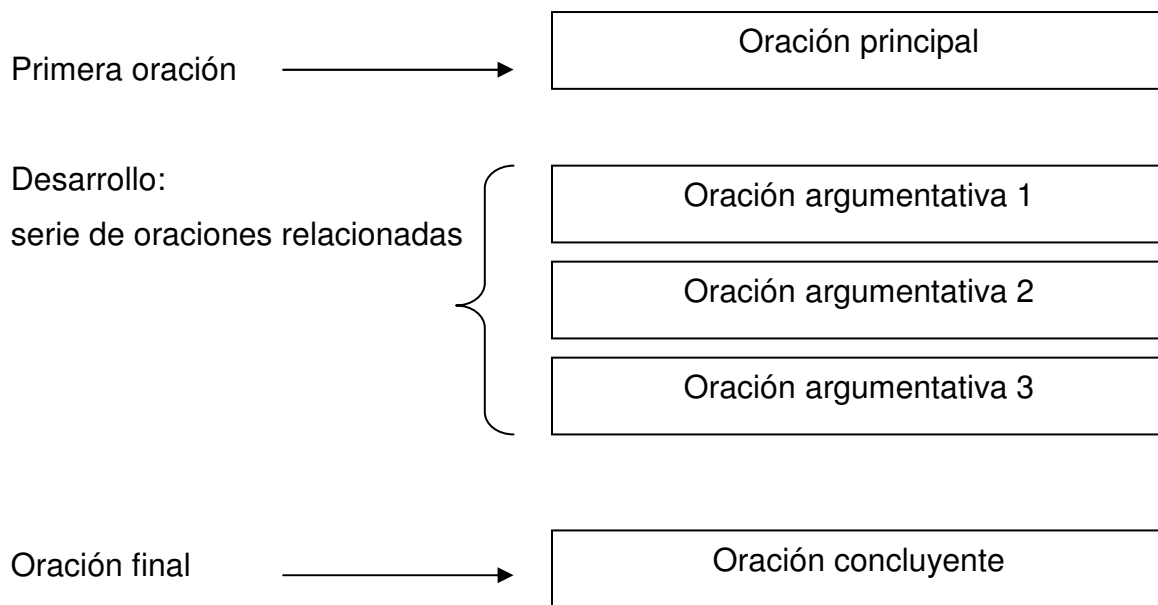 Primera oración
Oración principal
Desarrollo:
serie de oraciones relacionadas
Oración argumentativa 1
Oración argumentativa 2
Oración argumentativa 3
Oración final
Oración concluyente